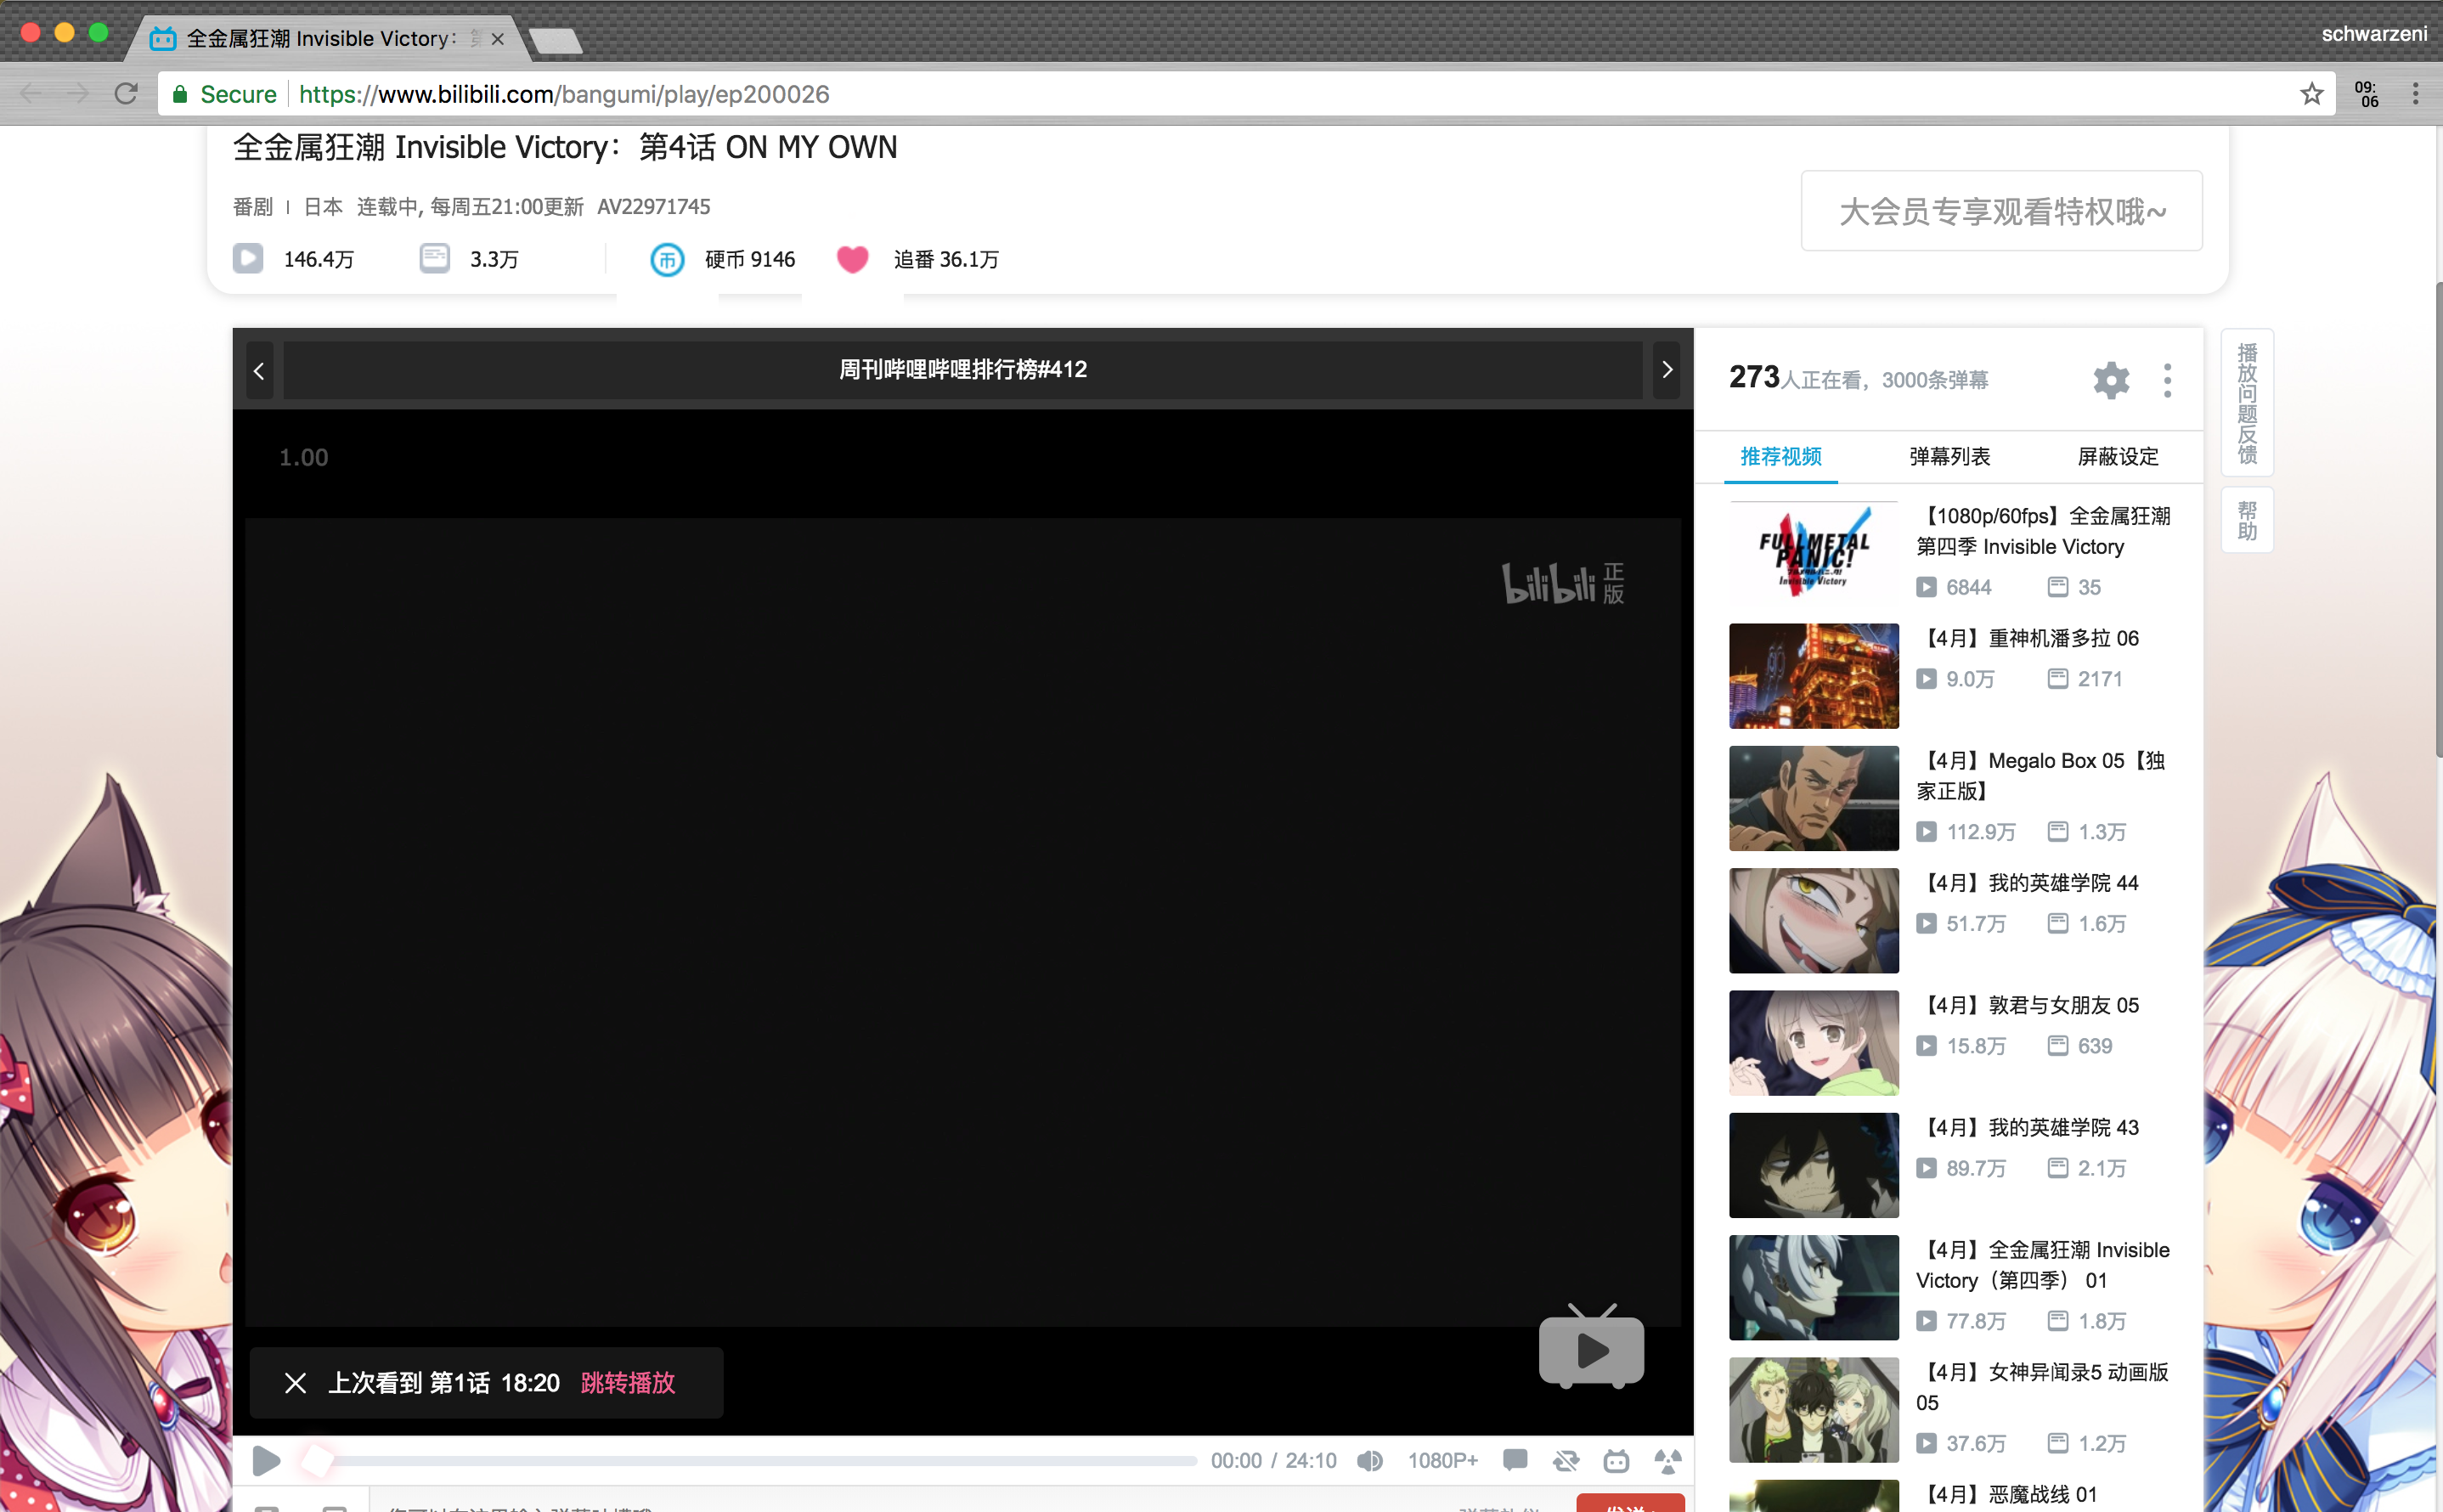 全金属狂潮 Invisible Victory：第
schwarzeni
Secure https://www.bilibili.com/bangumi/play/ep200026
09:
06
全金属狂潮 Invisible Victory：第4话 ON MY OWN
番剧 日本 连载中, 每周五21:00更新 AV22971745
大会员专享观看特权哦~
146.4万 3.3万 币 硬币 9146 追番 36.1万
周刊哔哩哔哩排行榜#412
1.00
bilibili 正版
上次看到 第1话 18:20 跳转播放
00:00 / 24:10 1080P+
273人正在看，3000条弹幕
推荐视频 弹幕列表 屏蔽设定
FULLMETAL
PANIC!
Invisible Victory
【1080p/60fps】全金属狂潮
第四季 Invisible Victory
6844 35
【4月】重神机潘多拉 06
9.0万 2171
【4月】Megalo Box 05【独
家正版】
112.9万 1.3万
【4月】我的英雄学院 44
51.7万 1.6万
【4月】敦君与女朋友 05
15.8万 639
【4月】我的英雄学院 43
89.7万 2.1万
【4月】全金属狂潮 Invisible
Victory（第四季） 01
77.8万 1.8万
【4月】女神异闻录5 动画版
05
37.6万 1.2万
【4月】恶魔战线 01
播放问题反馈
帮助